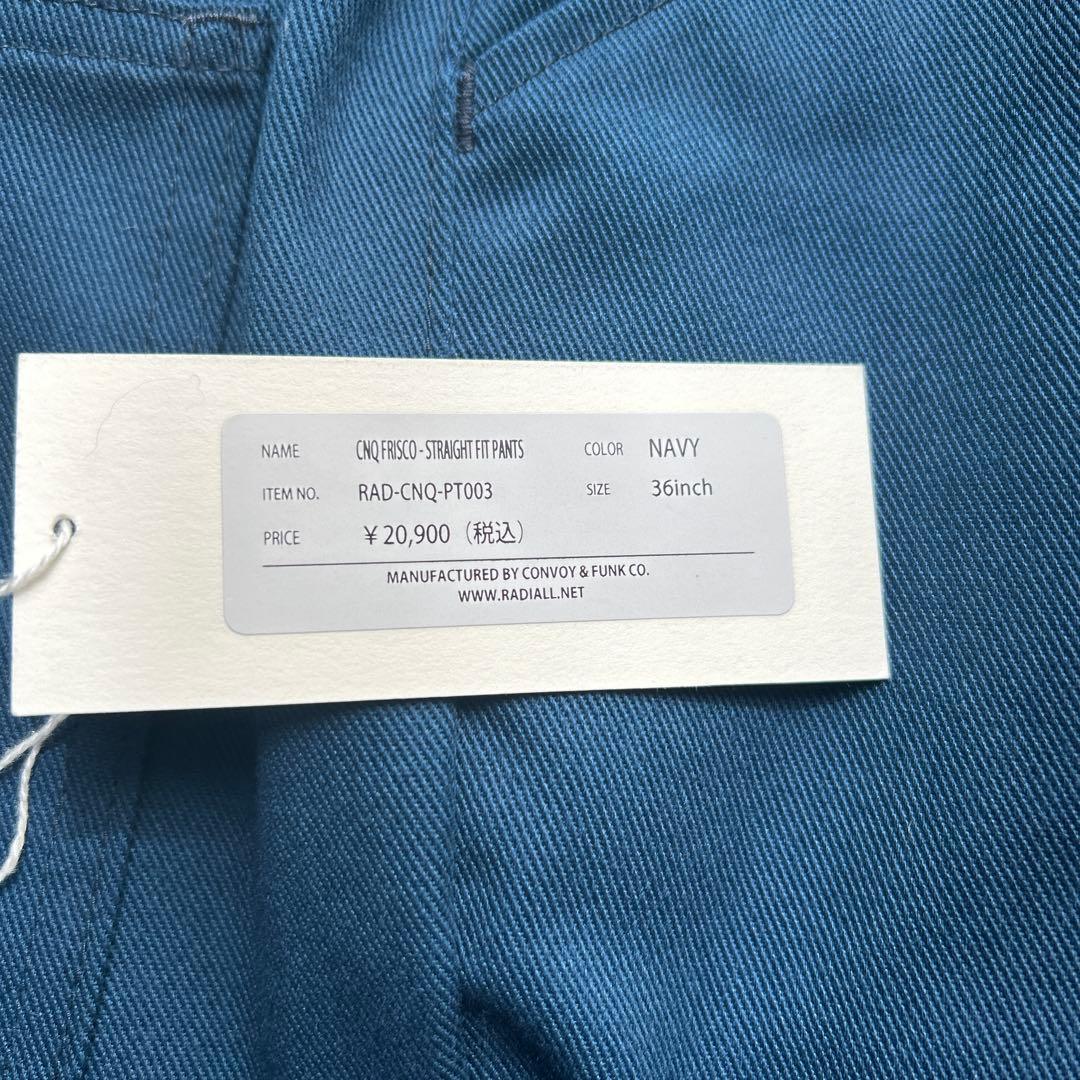 NAME CNQ FRISCO - STRAIGHT FIT PANTS COLOR NAVY
ITEM NO. RAD-CNQ-PT003 SIZE 36inch
PRICE ￥20,900（税込）
MANUFACTURED BY CONVOY & FUNK CO.
WWW.RADIALL.NET